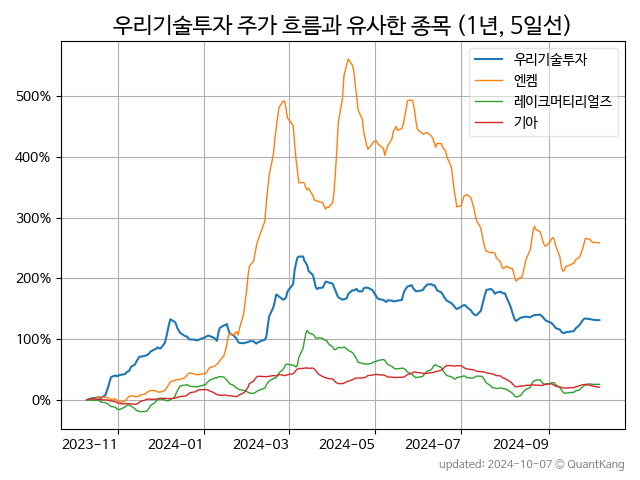 우리기술투자 주가 흐름과 유사한 종목 (1년, 5일선)
우리기술투자
엔켐
레이크머티리얼즈
기아
500%
400%
300%
200%
100%
0%
2023-11 2024-01 2024-03 2024-05 2024-07 2024-09
updated: 2024-10-07 © QuantKang